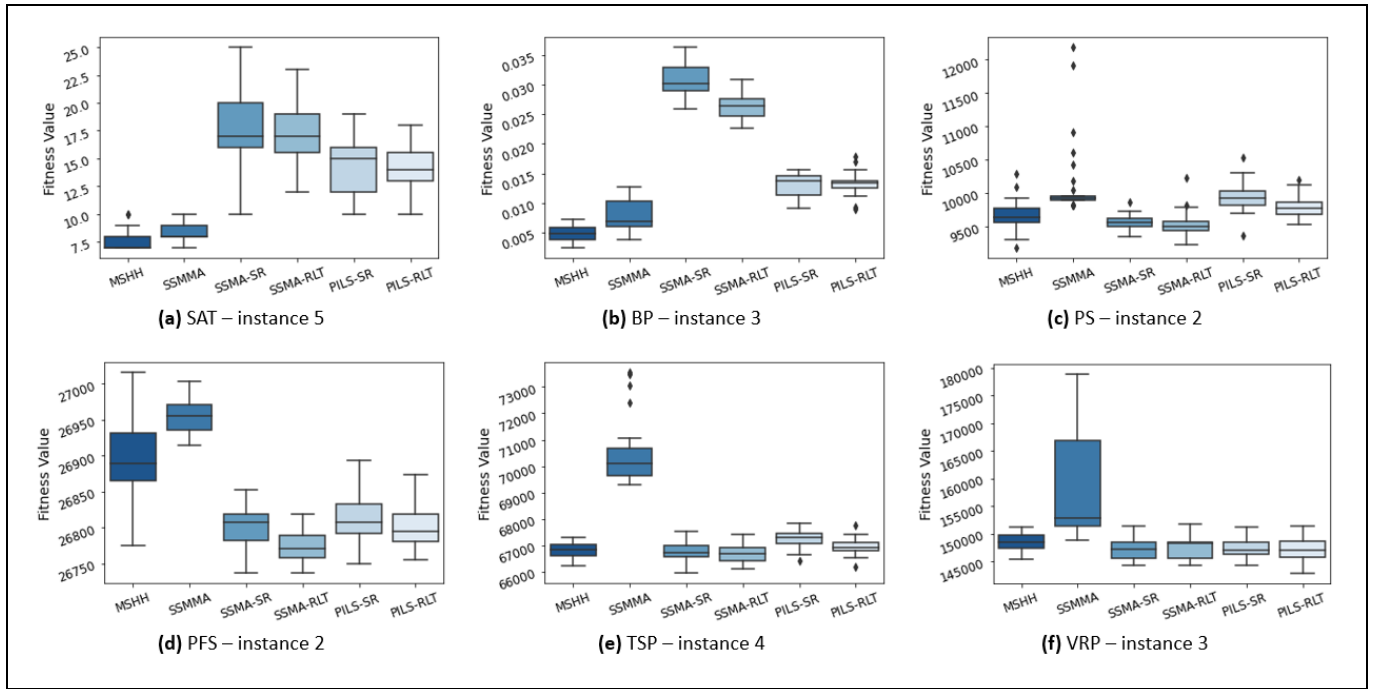 Fitness Value
25.0
22.5
20.0
17.5
15.0
12.5
10.0
7.5
MSHH SSMMA SSMA-SR SSMA-RLT PILS-SR PILS-RLT
(a) SAT – instance 5
Fitness Value
0.035
0.030
0.025
0.020
0.015
0.010
0.005
MSHH SSMMA SSMA-SR SSMA-RLT PILS-SR PILS-RLT
(b) BP – instance 3
Fitness Value
12000
11500
11000
10500
10000
9500
MSHH SSMMA SSMA-SR SSMA-RLT PILS-SR PILS-RLT
(c) PS – instance 2
Fitness Value
27000
26950
26900
26850
26800
26750
MSHH SSMMA SSMA-SR SSMA-RLT PILS-SR PILS-RLT
(d) PFS – instance 2
Fitness Value
73000
72000
71000
70000
69000
68000
67000
66000
MSHH SSMMA SSMA-SR SSMA-RLT PILS-SR PILS-RLT
(e) TSP – instance 4
Fitness Value
180000
175000
170000
165000
160000
155000
150000
145000
MSHH SSMMA SSMA-SR SSMA-RLT PILS-SR PILS-RLT
(f) VRP – instance 3